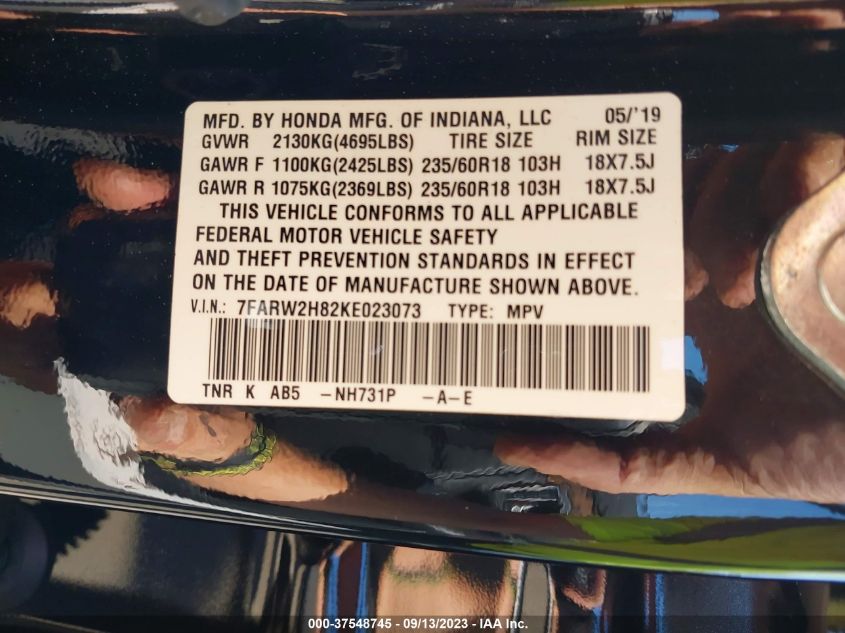 MFD. BY HONDA MFG. OF INDIANA, LLC 05/'19
GVWR 2130KG(4695LBS) TIRE SIZE RIM SIZE
GAWR F 1100KG(2425LBS) 235/60R18 103H 18X7.5J
GAWR R 1075KG(2369LBS) 235/60R18 103H 18X7.5J
THIS VEHICLE CONFORMS TO ALL APPLICABLE
FEDERAL MOTOR VEHICLE SAFETY
AND THEFT PREVENTION STANDARDS IN EFFECT
ON THE DATE OF MANUFACTURE SHOWN ABOVE.
V.I.N.: 7FARW2H82KE023073 TYPE: MPV
TNR K AB5 -NH731P -A-E
000-37548745 / 09/13/2023 - IAA Inc.